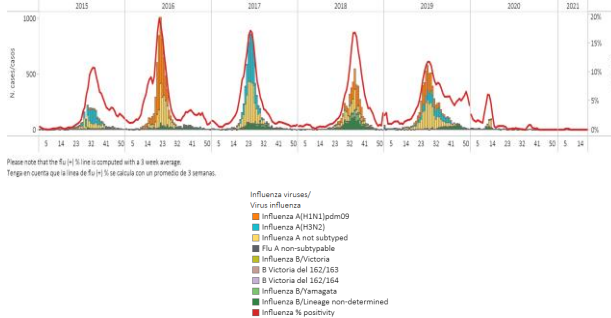 2015 2016 2017 2018 2019 2020 2021
1000 20%
15%
500 10%
5%
0 0%
N. cases/casos
5 14 23 32 41 50 5 14 23 32 41 50 5 14 23 32 41 50 5 14 23 32 41 50 5 14 23 32 41 50 5 14 23 32 41 50 5 14
Please note that the flu (+) % line is computed with a 3 week average.
Tenga en cuenta que la línea de flu (+) % se calcula con un promedio de 3 semanas.
Influenza viruses/
Virus influenza
Influenza A(H1N1)pdm09
Influenza A(H3N2)
Influenza A not subtyped
Flu A non-subtypable
Influenza B/Victoria
B Victoria del 162/163
B Victoria del 162/164
Influenza B/Yamagata
Influenza B/Lineage non-determined
Influenza % positivity